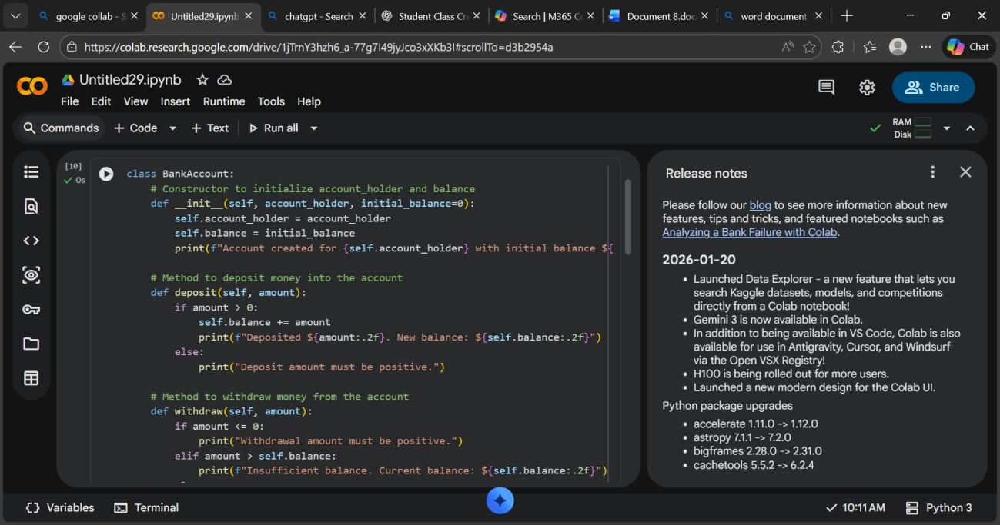 google collab - S
Untitled29.ipynb
chatgpt - Search
Student Class Cre
Search | M365 C
Document 8.doc
word document
https://colab.research.google.com/drive/1jTrnY3hzh6_a-77g7I49jyJco3xXKb3I#scrollTo=d3b2954a
Chat
Untitled29.ipynb
File Edit View Insert Runtime Tools Help
Share
Commands + Code + Text Run all
RAM
Disk
[10]
0s
class BankAccount:
    # Constructor to initialize account_holder and balance
    def __init__(self, account_holder, initial_balance=0):
        self.account_holder = account_holder
        self.balance = initial_balance
        print(f"Account created for {self.account_holder} with initial balance ${
    # Method to deposit money into the account
    def deposit(self, amount):
        if amount > 0:
            self.balance += amount
            print(f"Deposited ${amount:.2f}. New balance: ${self.balance:.2f}")
        else:
            print("Deposit amount must be positive.")
    # Method to withdraw money from the account
    def withdraw(self, amount):
        if amount <= 0:
            print("Withdrawal amount must be positive.")
        elif amount > self.balance:
            print(f"Insufficient balance. Current balance: ${self.balance:.2f}")
Release notes
Please follow our blog to see more information about new
features, tips and tricks, and featured notebooks such as
Analyzing a Bank Failure with Colab.
2026-01-20
• Launched Data Explorer - a new feature that lets you
search Kaggle datasets, models, and competitions
directly from a Colab notebook!
• Gemini 3 is now available in Colab.
• In addition to being available in VS Code, Colab is also
available for use in Antigravity, Cursor, and Windsurf
via the Open VSX Registry!
• H100 is being rolled out for more users.
• Launched a new modern design for the Colab UI.
Python package upgrades
• accelerate 1.11.0 -> 1.12.0
• astropy 7.1.1 -> 7.2.0
• bigframes 2.28.0 -> 2.31.0
• cachetools 5.5.2 -> 6.2.4
{} Variables Terminal
10:11 AM Python 3